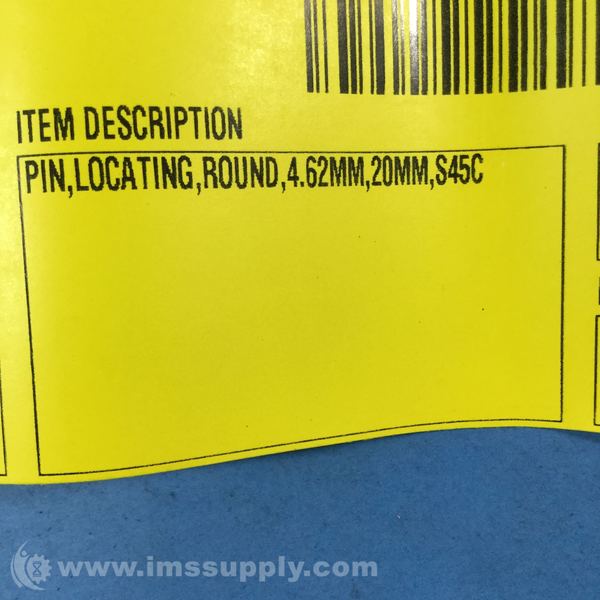 ITEM DESCRIPTION
PIN,LOCATING,ROUND,4.62MM,20MM,S45C
www.imssupply.com